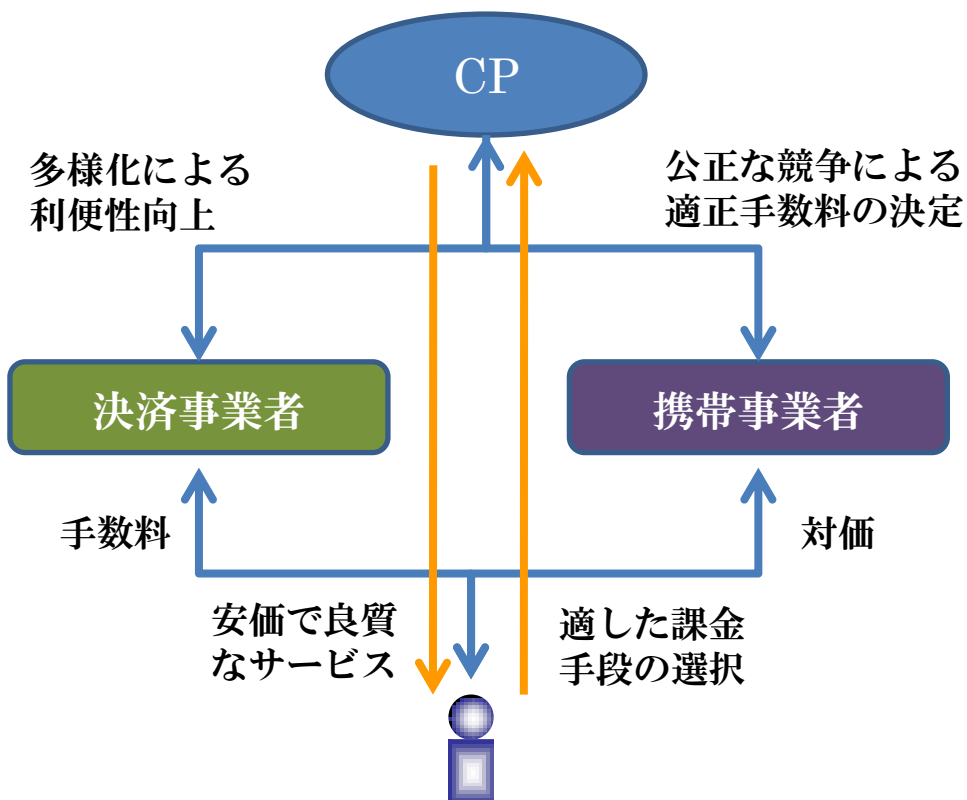 CP
多様化による
利便性向上
公正な競争による
適正手数料の決定
決済事業者
携帯事業者
手数料
対価
安価で良質
なサービス
適した課金
手段の選択